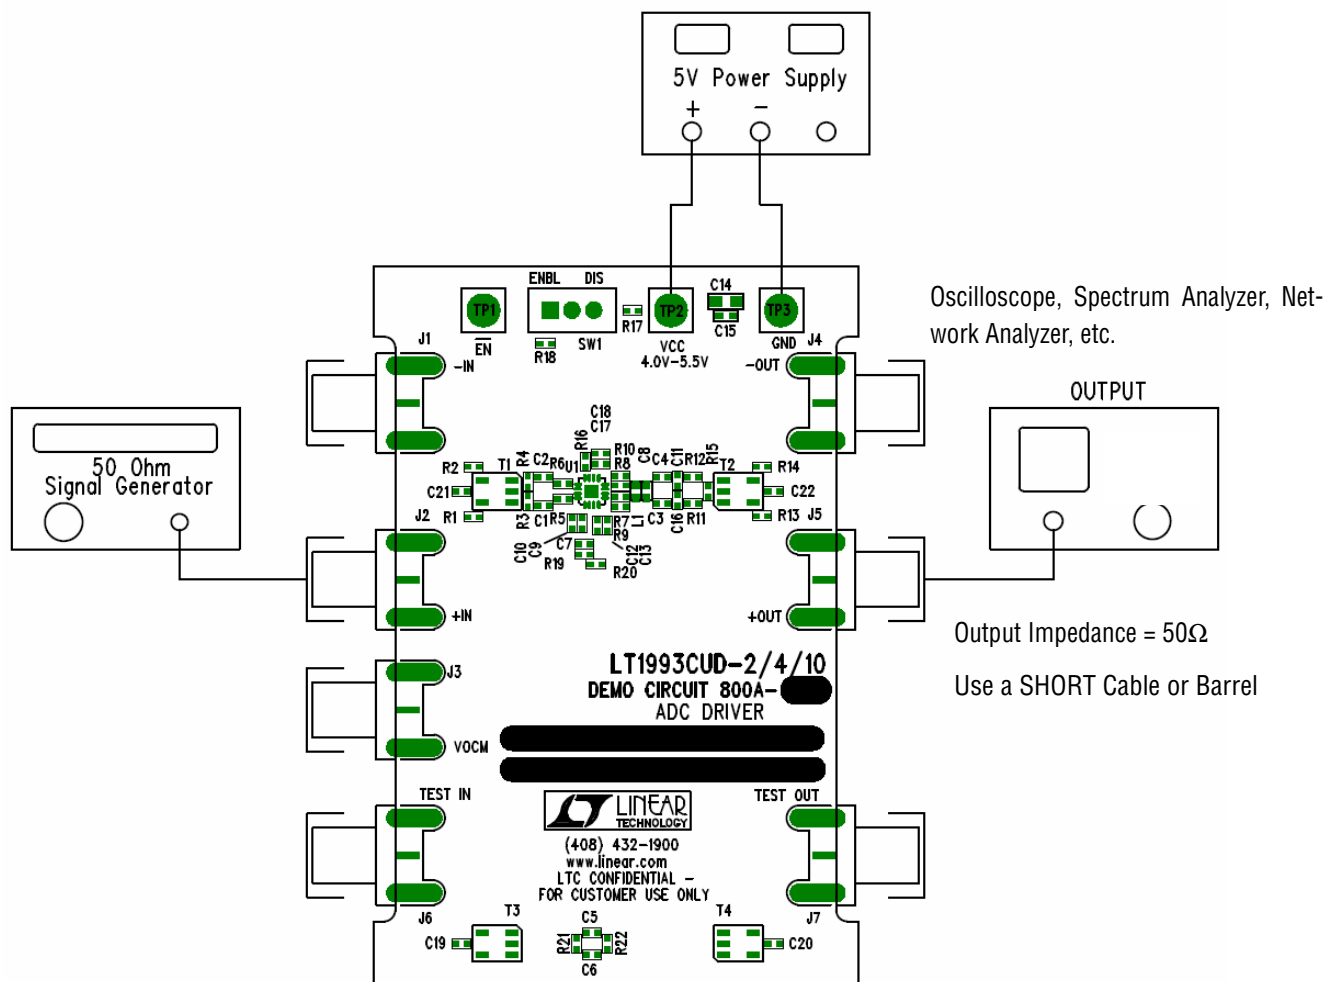 5V Power Supply
+ −
ENBL DIS
C14
TP1
TP2
TP3
R17
C15
J1
EN
R18
SW1
VCC
4.0V−5.5V
GND
J4
−IN
−OUT
Oscilloscope, Spectrum Analyzer, Net-
work Analyzer, etc.
OUTPUT
50 Ohm
Signal Generator
C18
C17
R16
R10
R8
C8
C4
C11
R12
R15
T2
R14
R2
T1
R4
C2
R6
U1
C21
C22
R1
R3
C1
R5
R7
R9
L1
C3
C16
R11
R13
J2
J5
C10
C9
C7
R19
R20
C12
C13
+IN
+OUT
Output Impedance = 50Ω
Use a SHORT Cable or Barrel
J3
VOCM
LT1993CUD−2/4/10
DEMO CIRCUIT 800A−
ADC DRIVER
TEST IN
TEST OUT
LINEAR
TECHNOLOGY
(408) 432−1900
www.linear.com
LTC CONFIDENTIAL −
FOR CUSTOMER USE ONLY
J6
J7
T3
T4
C19
C5
R21
R22
C6
C20